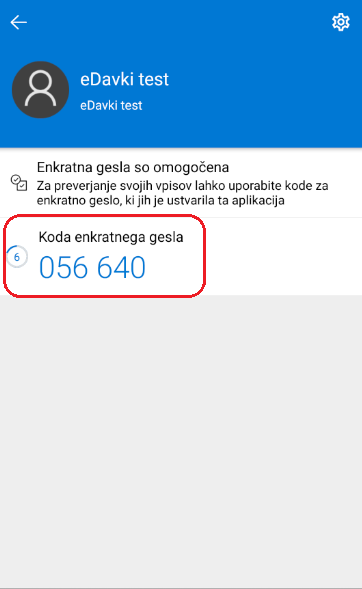 eDavki test
eDavki test
Enkratna gesla so omogočena
Za preverjanje svojih vpisov lahko uporabite kode za
enkratno geslo, ki jih je ustvarila ta aplikacija
Koda enkratnega gesla
6
056 640